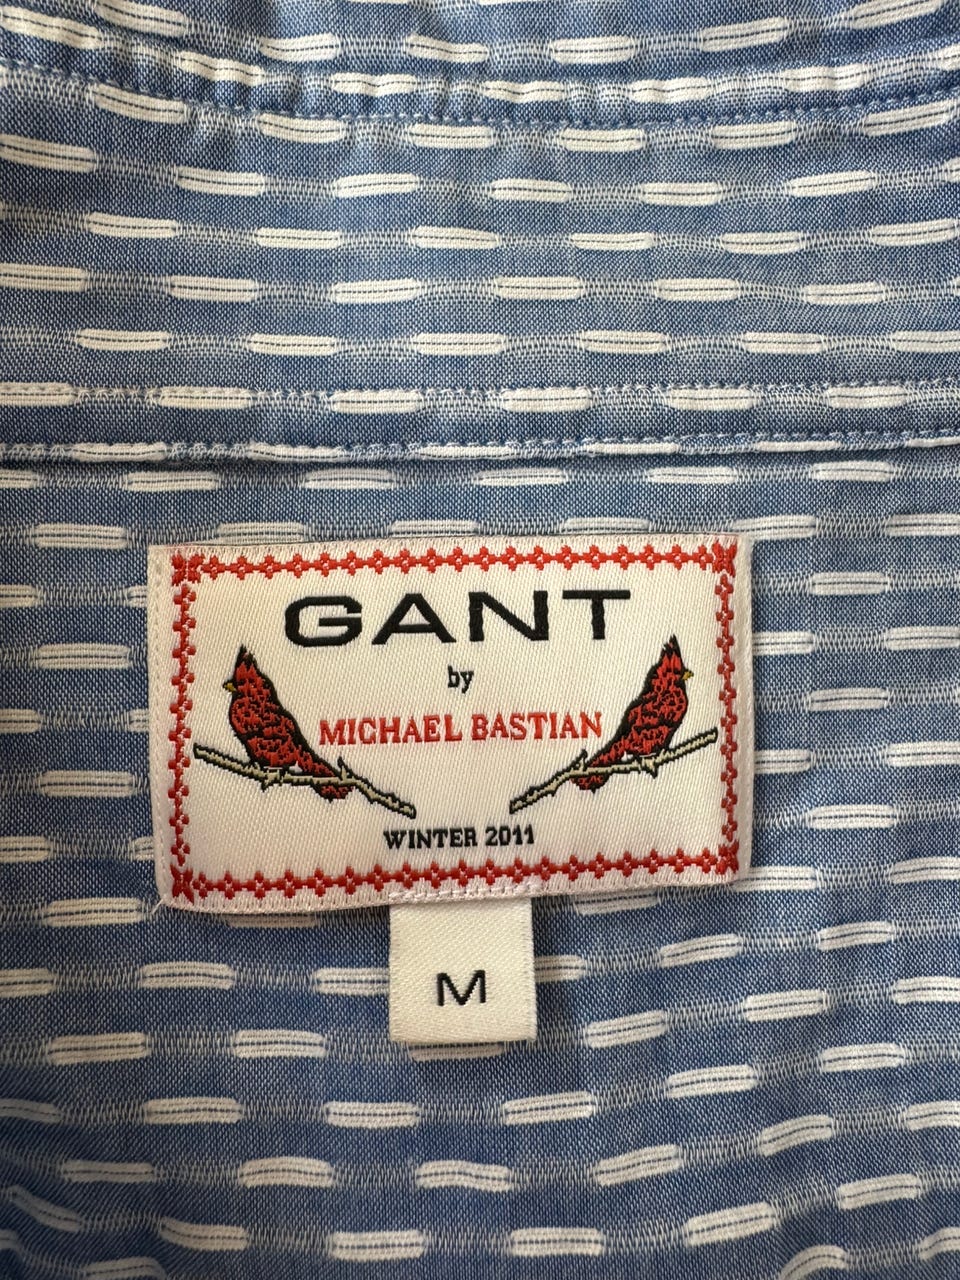 GANT
by
MICHAEL BASTIAN
WINTER 2011
M